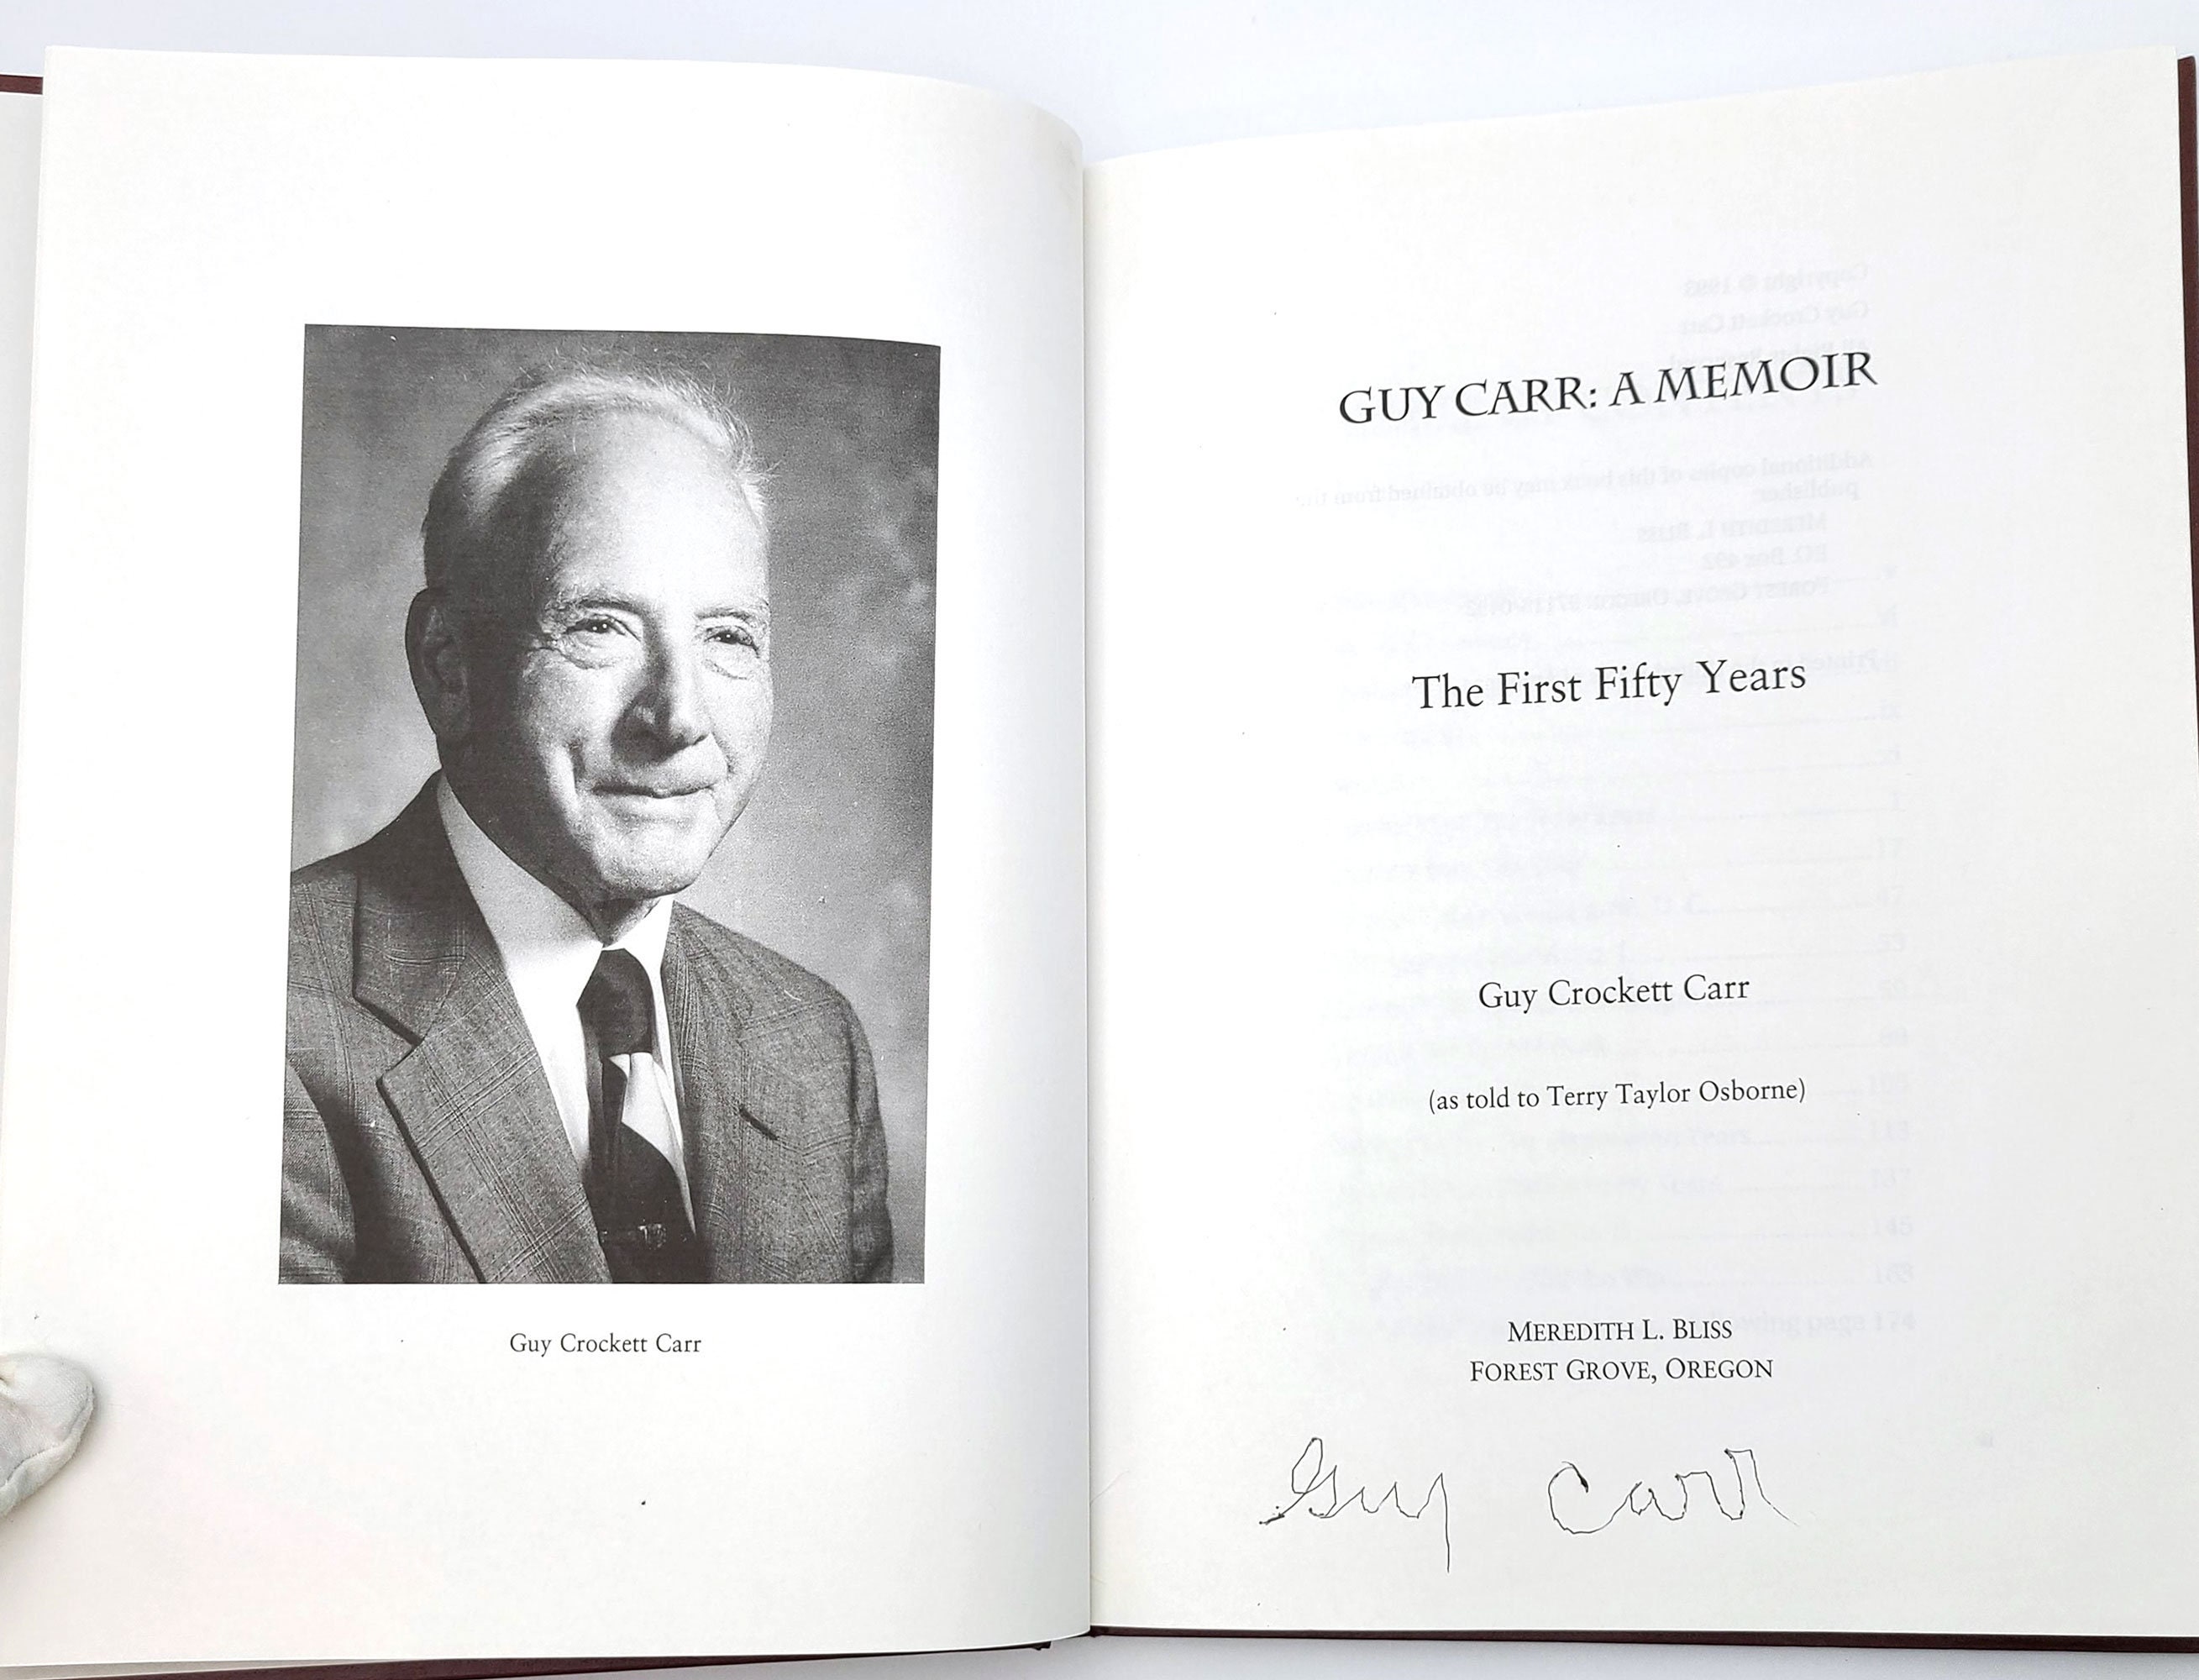 Guy Crockett Carr
GUY CARR: A MEMOIR
The First Fifty Years
Guy Crockett Carr
(as told to Terry Taylor Osborne)
MEREDITH L. BLISS
FOREST GROVE, OREGON
Guy Carr